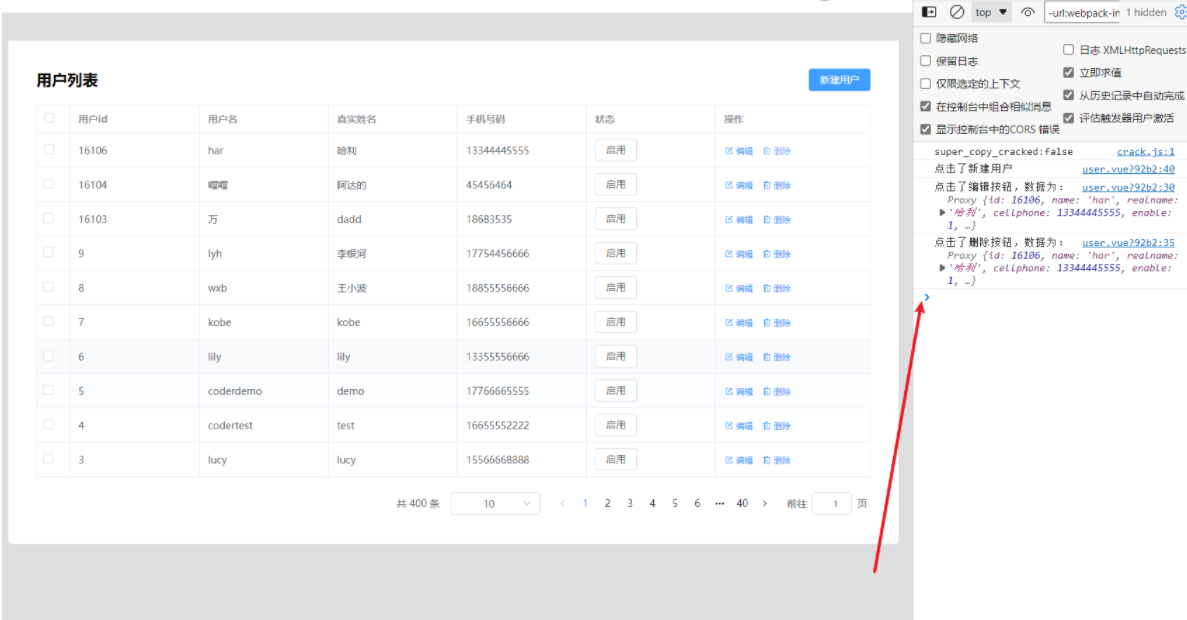 用户列表
新建用户
用户id 用户名 真实姓名 手机号码 状态 操作
16106 har 哈利 13344445555 启用 编辑 删除
16104 喔喔 阿达的 45456464 启用 编辑 删除
16103 万 dadd 18683535 启用 编辑 删除
9 lyh 李银河 17754456666 启用 编辑 删除
8 wxb 王小波 18855556666 启用 编辑 删除
7 kobe kobe 16655556666 启用 编辑 删除
6 lily lily 13355556666 启用 编辑 删除
5 coderdemo demo 17766665555 启用 编辑 删除
4 codertest test 16655552222 启用 编辑 删除
3 lucy lucy 15566668888 启用 编辑 删除
共 400 条 10 < 1 2 3 4 5 6 ••• 40 > 前往 1 页
top ▼ -url:webpack-in 1 hidden
隐藏网络
日志 XMLHttpRequests
保留日志
立即求值
仅限选定的上下文
从历史记录中自动完成
在控制台中组合相似消息
评估触发器用户激活
显示控制台中的CORS 错误
super_copy_cracked:false crack.js:1
点击了新建用户 user.vue?92b2:40
点击了编辑按钮，数据为: user.vue?92b2:30
Proxy {id: 16106, name: 'har', realname:
'哈利', cellphone: 13344445555, enable:
1, …}
点击了删除按钮，数据为: user.vue?92b2:35
Proxy {id: 16106, name: 'har', realname:
'哈利', cellphone: 13344445555, enable:
1, …}